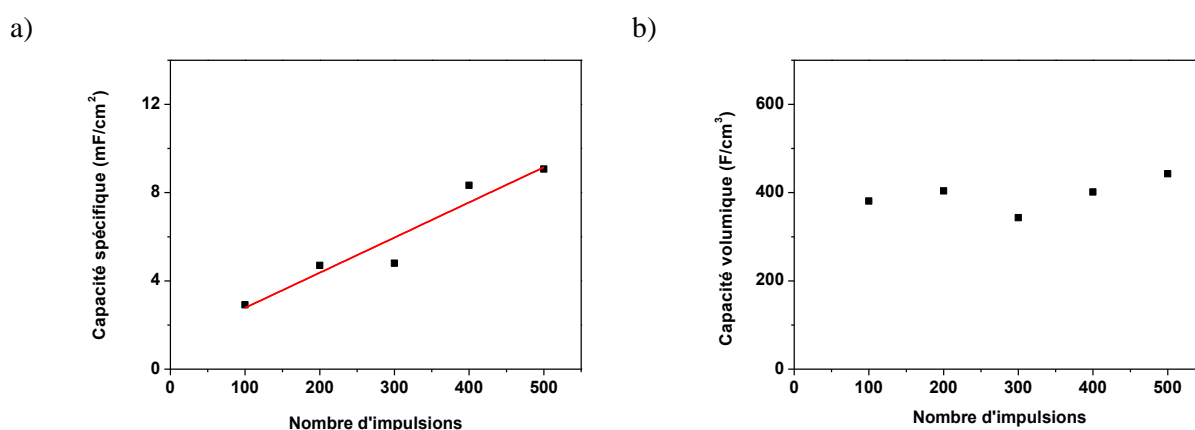 a)
Capacité spécifique (mF/cm²)
12
8
4
0
0 100 200 300 400 500
Nombre d'impulsions
b)
Capacité volumique (F/cm³)
600
400
200
0
0 100 200 300 400 500
Nombre d'impulsions